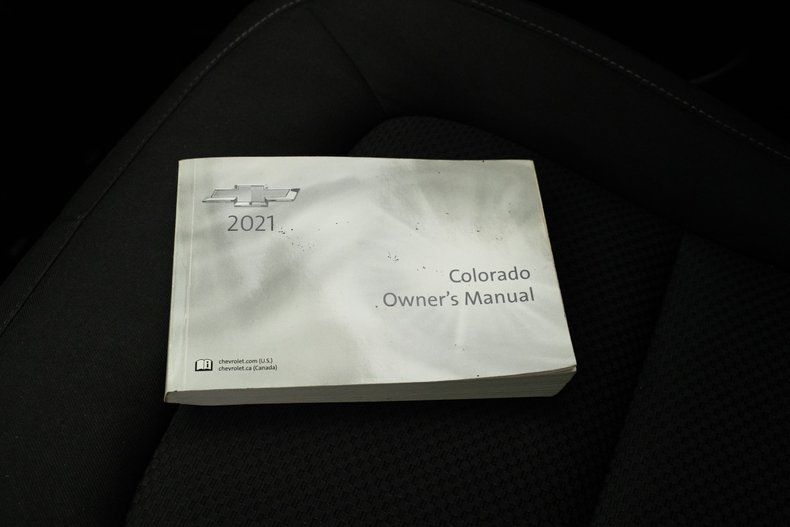 2021
Colorado
Owner's Manual
chevrolet.com (U.S.)
chevrolet.ca (Canada)